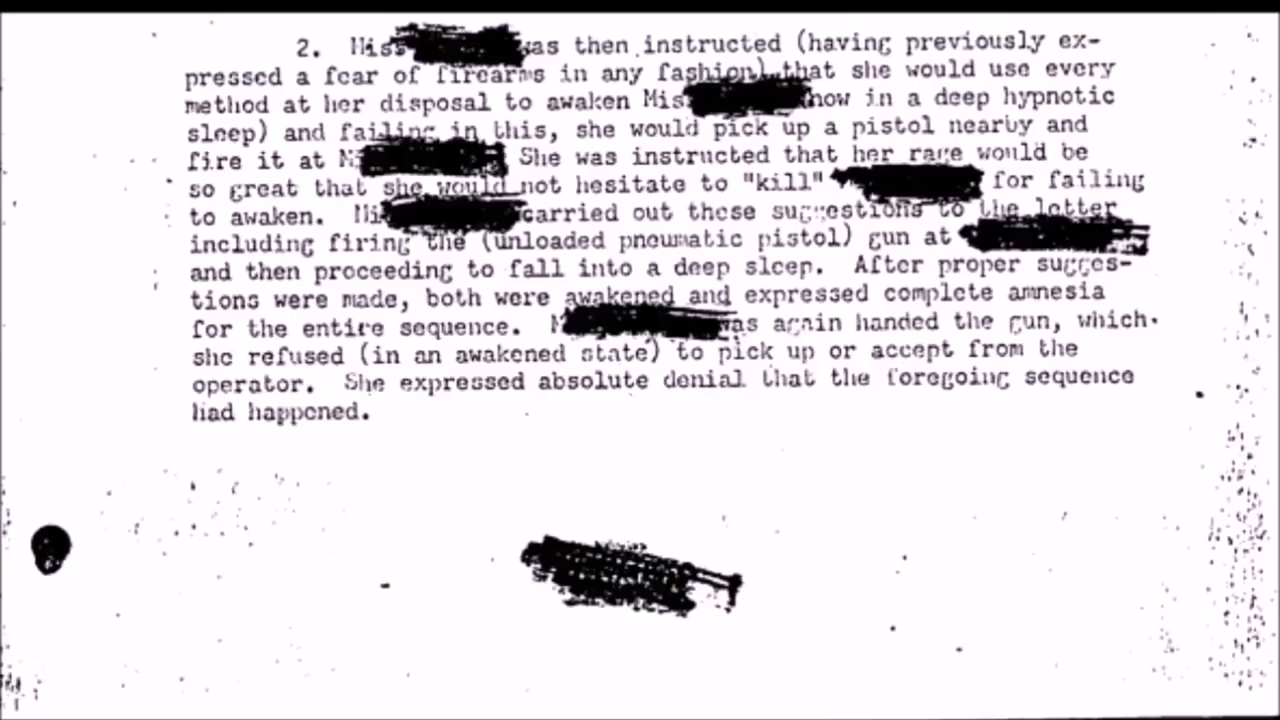 2. Miss was then instructed (having previously ex-
pressed a fear of firearms in any fashion) that she would use every
method at her disposal to awaken Mis now in a deep hypnotic
sleep) and failing in this, she would pick up a pistol nearby and
fire it at She was instructed that her rage would be
so great that she would not hesitate to "kill" for failing
to awaken. Mi carried out these suggestions to the letter
including firing the (unloaded pneumatic pistol) gun at
and then proceeding to fall into a deep sleep. After proper sugges-
tions were made, both were awakened and expressed complete amnesia
for the entire sequence. M was again handed the gun, which
she refused (in an awakened state) to pick up or accept from the
operator. She expressed absolute denial that the foregoing sequence
had happened.